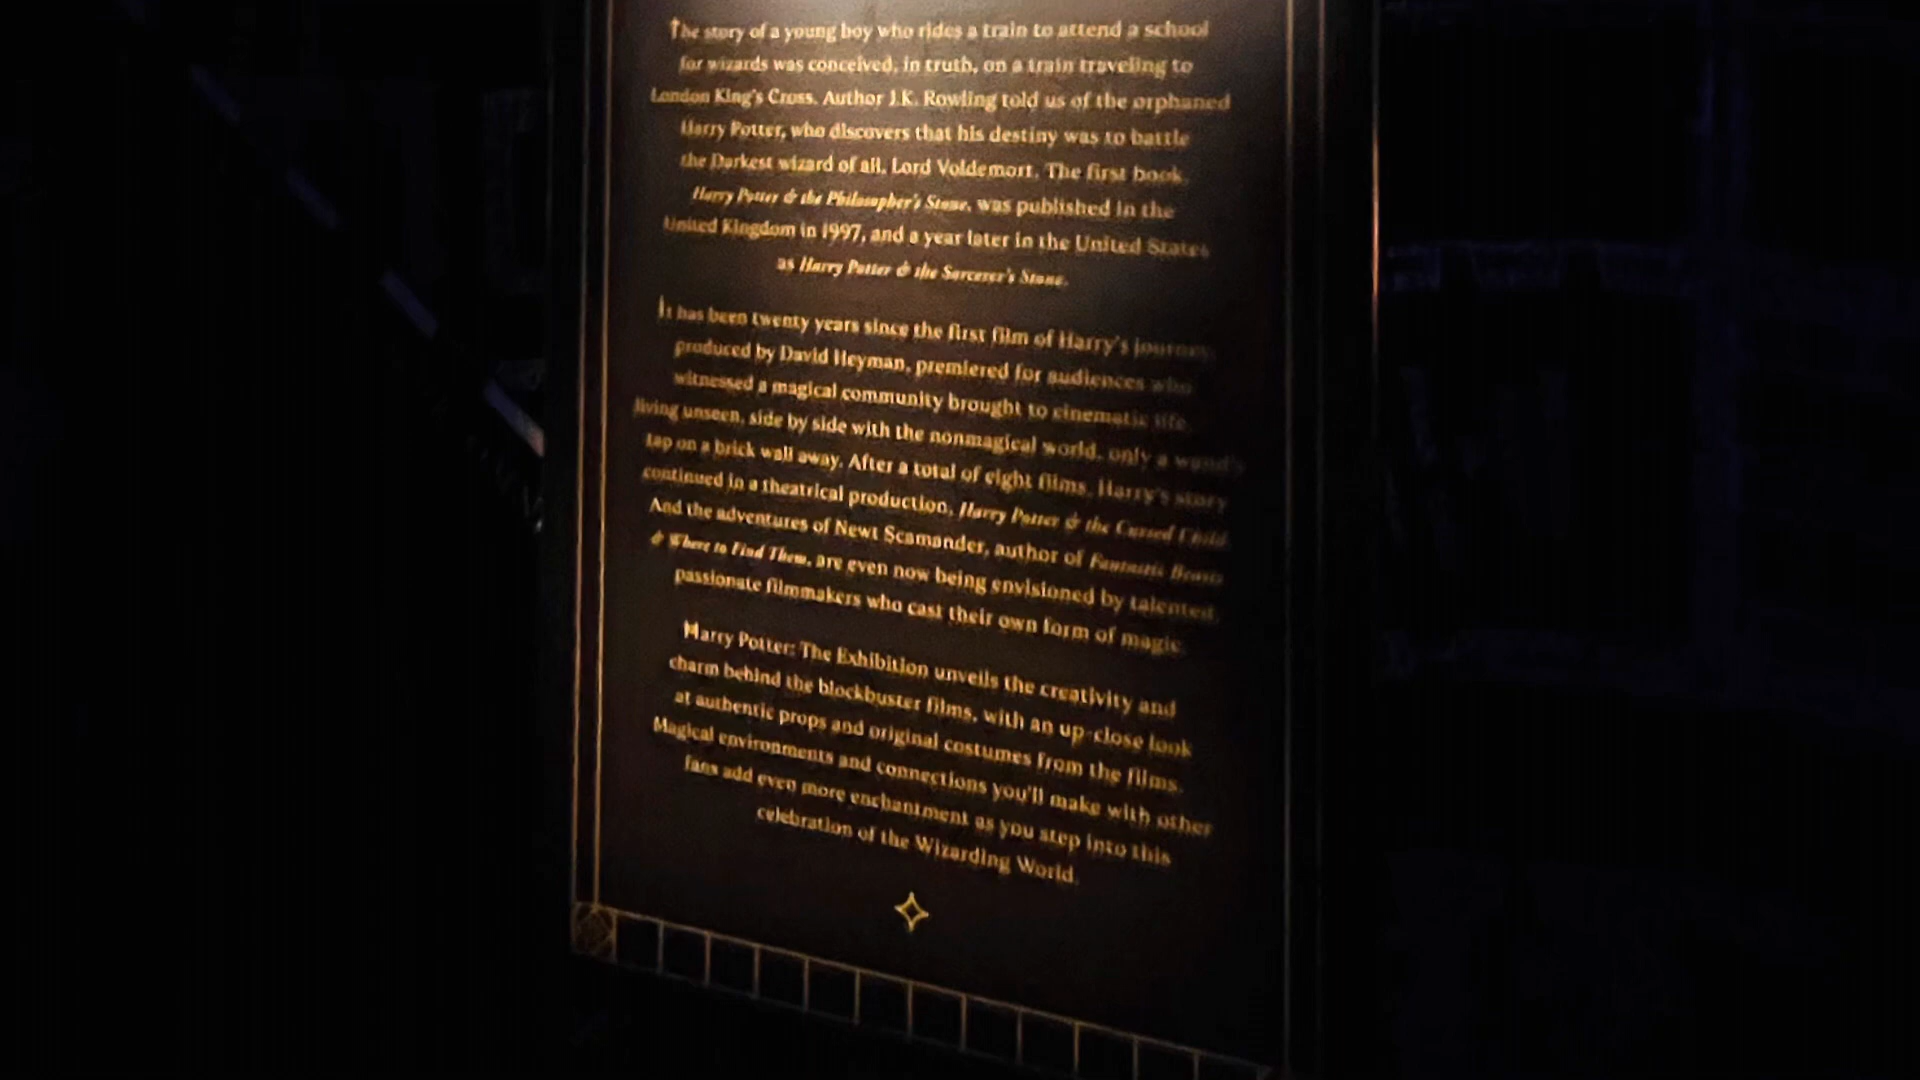 The story of a young boy who rides a train to attend a school
for wizards was conceived, in truth, on a train traveling to
London King's Cross. Author J.K. Rowling told us of the orphaned
Harry Potter, who discovers that his destiny was to battle
the Darkest wizard of all, Lord Voldemort. The first book,
Harry Potter & the Philosopher's Stone, was published in the
United Kingdom in 1997, and a year later in the United States
as Harry Potter & the Sorcerer's Stone.
It has been twenty years since the first film of Harry's journey,
produced by David Heyman, premiered for audiences who
witnessed a magical community brought to cinematic life,
living unseen, side by side with the nonmagical world, only a wand's
tap on a brick wall away. After a total of eight films, Harry's story
continued in a theatrical production, Harry Potter & the Cursed Child.
And the adventures of Newt Scamander, author of Fantastic Beasts
& Where to Find Them, are even now being envisioned by talented,
passionate filmmakers who cast their own form of magic.
Harry Potter: The Exhibition unveils the creativity and
charm behind the blockbuster films, with an up-close look
at authentic props and original costumes from the films.
Magical environments and connections you'll make with other
fans add even more enchantment as you step into this
celebration of the Wizarding World.